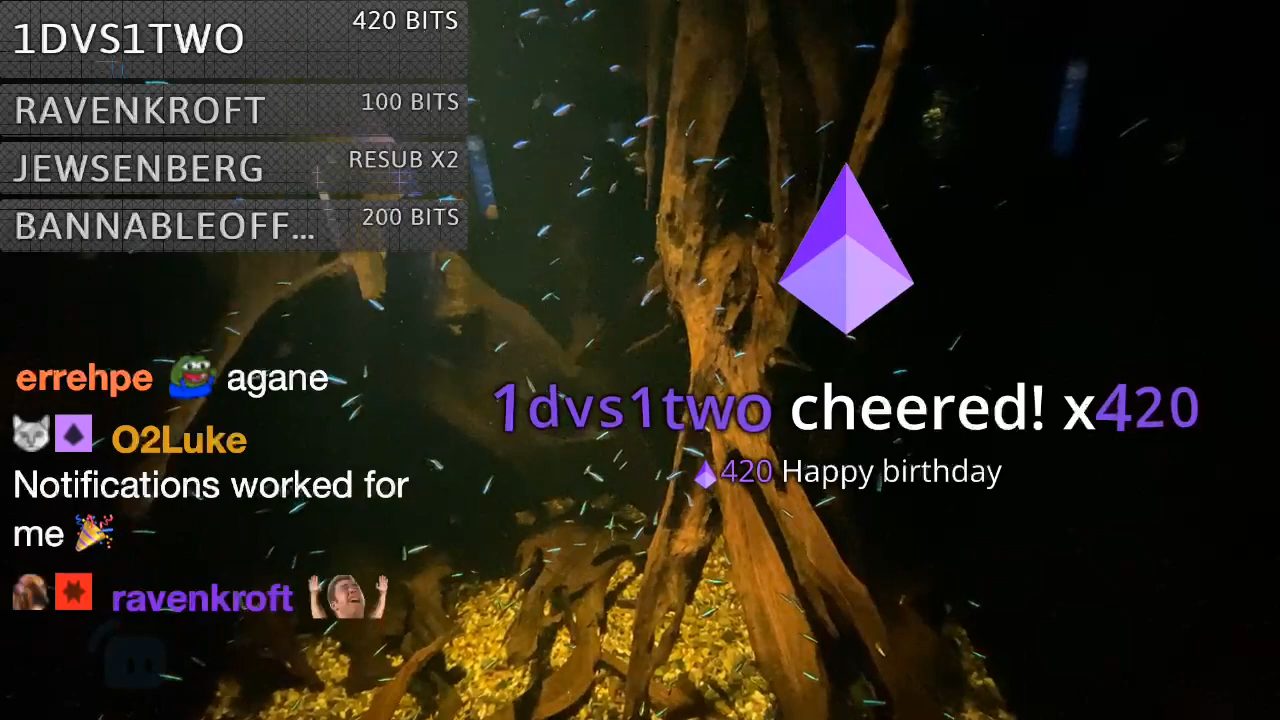 1DVS1TWO 420 BITS
RAVENKROFT 100 BITS
JEWSENBERG RESUB X2
BANNABLEOFF... 200 BITS
errehpe agane
O2Luke
Notifications worked for
me
ravenkroft
1dvs1two cheered! x420
420 Happy birthday